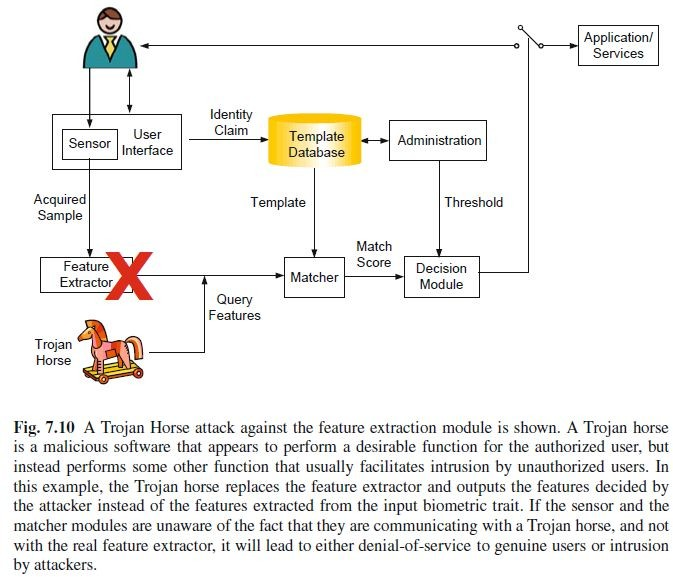 Application/
Services
Identity
Claim
Sensor
User
Interface
Template
Database
Administration
Acquired
Sample
Template
Threshold
Feature
Extractor
Match
Score
Matcher
Decision
Module
Query
Features
Trojan
Horse
Fig. 7.10 A Trojan Horse attack against the feature extraction module is shown. A Trojan horse
is a malicious software that appears to perform a desirable function for the authorized user, but
instead performs some other function that usually facilitates intrusion by unauthorized users. In
this example, the Trojan horse replaces the feature extractor and outputs the features decided by
the attacker instead of the features extracted from the input biometric trait. If the sensor and the
matcher modules are unaware of the fact that they are communicating with a Trojan horse, and not
with the real feature extractor, it will lead to either denial-of-service to genuine users or intrusion
by attackers.